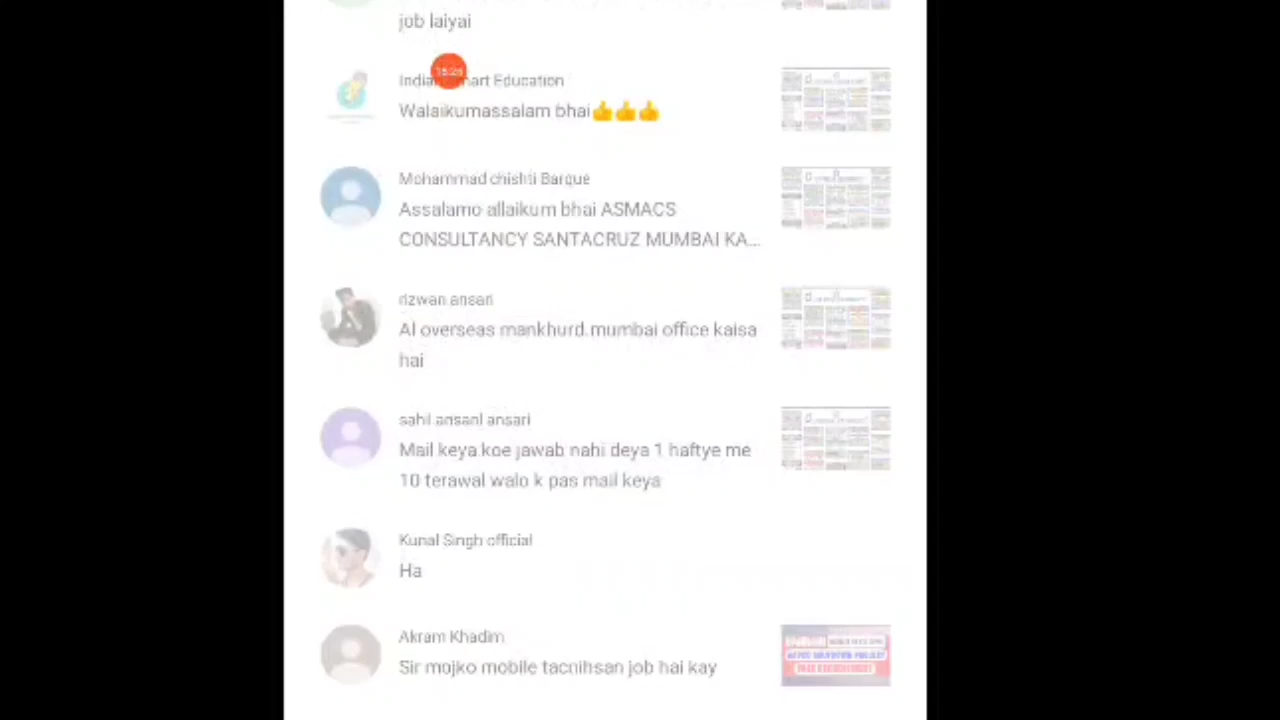 job laiyai
Indian Smart Education
Walaikumassalam bhai👍👍👍
Mohammad chishti Barque
Assalamo allaikum bhai ASMACS
CONSULTANCY SANTACRUZ MUMBAI KA...
rizwan ansari
Al overseas mankhurd.mumbai office kaisa
hai
sahil ansanl ansari
Mail keya koe jawab nahi deya 1 haftye me
10 terawal walo k pas mail keya
Kunal Singh official
Ha
Akram Khadim
Sir mojko mobile tacnihsan job hai kay